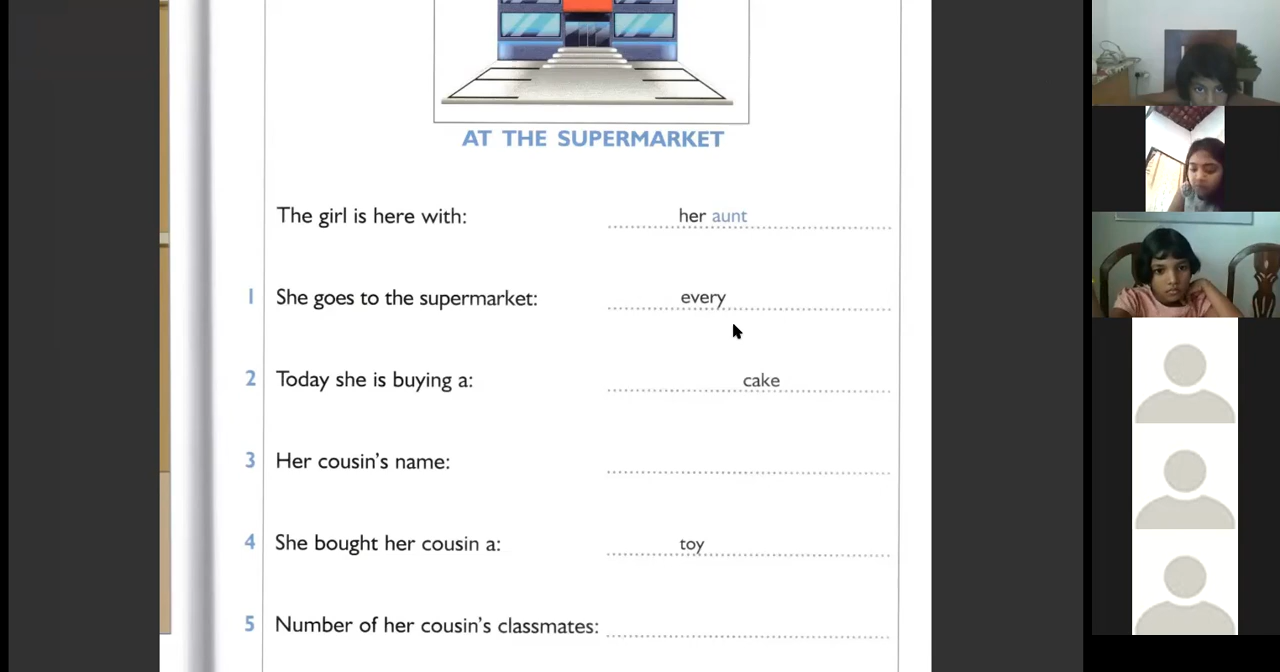 AT THE SUPERMARKET
The girl is here with: her aunt
1 She goes to the supermarket: every
2 Today she is buying a: cake
3 Her cousin's name:
4 She bought her cousin a: toy
5 Number of her cousin's classmates: